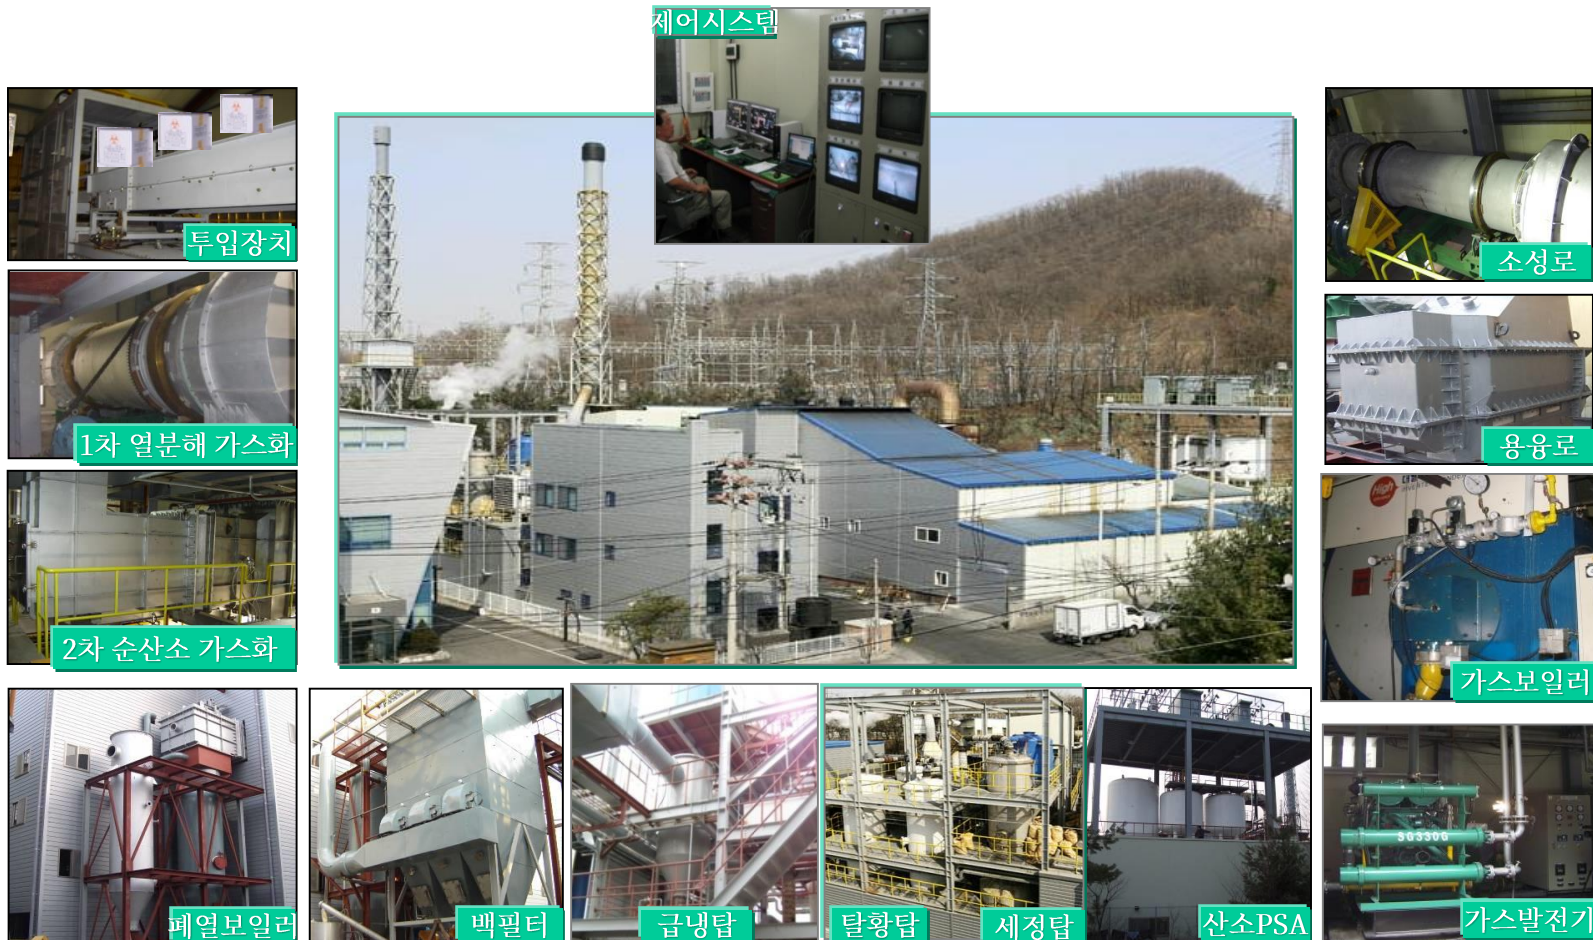 제어시스템
투입장치
소성로
1차 열분해 가스화
용융로
High
2차 순산소 가스화
가스보일러
SG330G
폐열보일러
백필터
급냉탑
탈황탑
세정탑
산소PSA
가스발전기